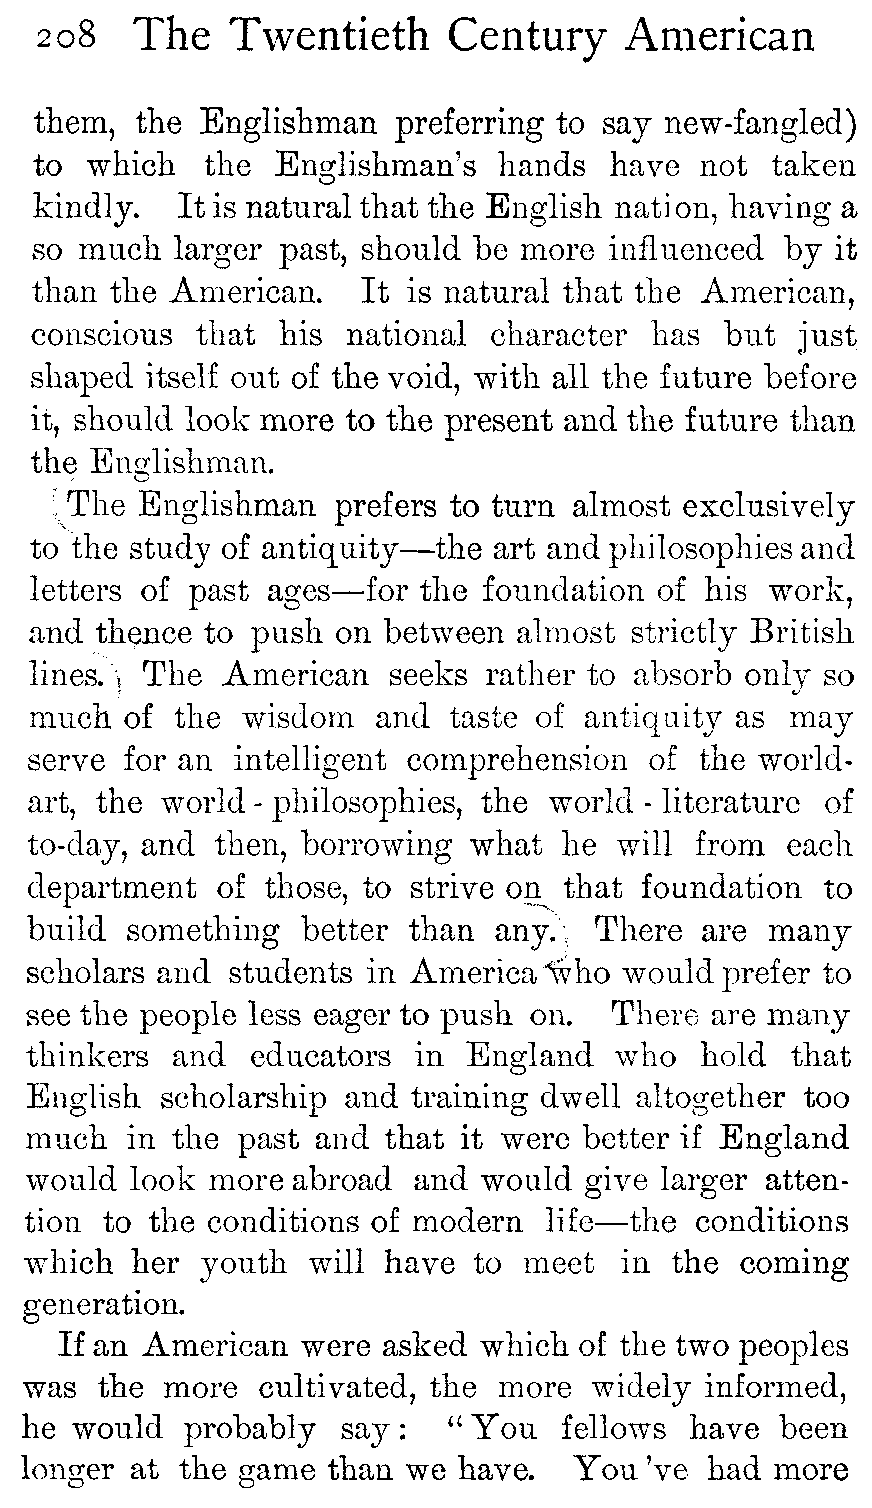 208 The Twentieth Century American
them, the Englishman preferring to say new-fangled)
to which the Englishman's hands have not taken
kindly. It is natural that the English nation, having a
so much larger past, should be more influenced by it
than the American. It is natural that the American,
conscious that his national character has but just
shaped itself out of the void, with all the future before
it, should look more to the present and the future than
the Englishman.
The Englishman prefers to turn almost exclusively
to the study of antiquity—the art and philosophies and
letters of past ages—for the foundation of his work,
and thence to push on between almost strictly British
lines. The American seeks rather to absorb only so
much of the wisdom and taste of antiquity as may
serve for an intelligent comprehension of the world-
art, the world-philosophies, the world-literature of
to-day, and then, borrowing what he will from each
department of those, to strive on that foundation to
build something better than any. There are many
scholars and students in America who would prefer to
see the people less eager to push on. There are many
thinkers and educators in England who hold that
English scholarship and training dwell altogether too
much in the past and that it were better if England
would look more abroad and would give larger atten-
tion to the conditions of modern life—the conditions
which her youth will have to meet in the coming
generation.
If an American were asked which of the two peoples
was the more cultivated, the more widely informed,
he would probably say: "You fellows have been
longer at the game than we have. You've had more